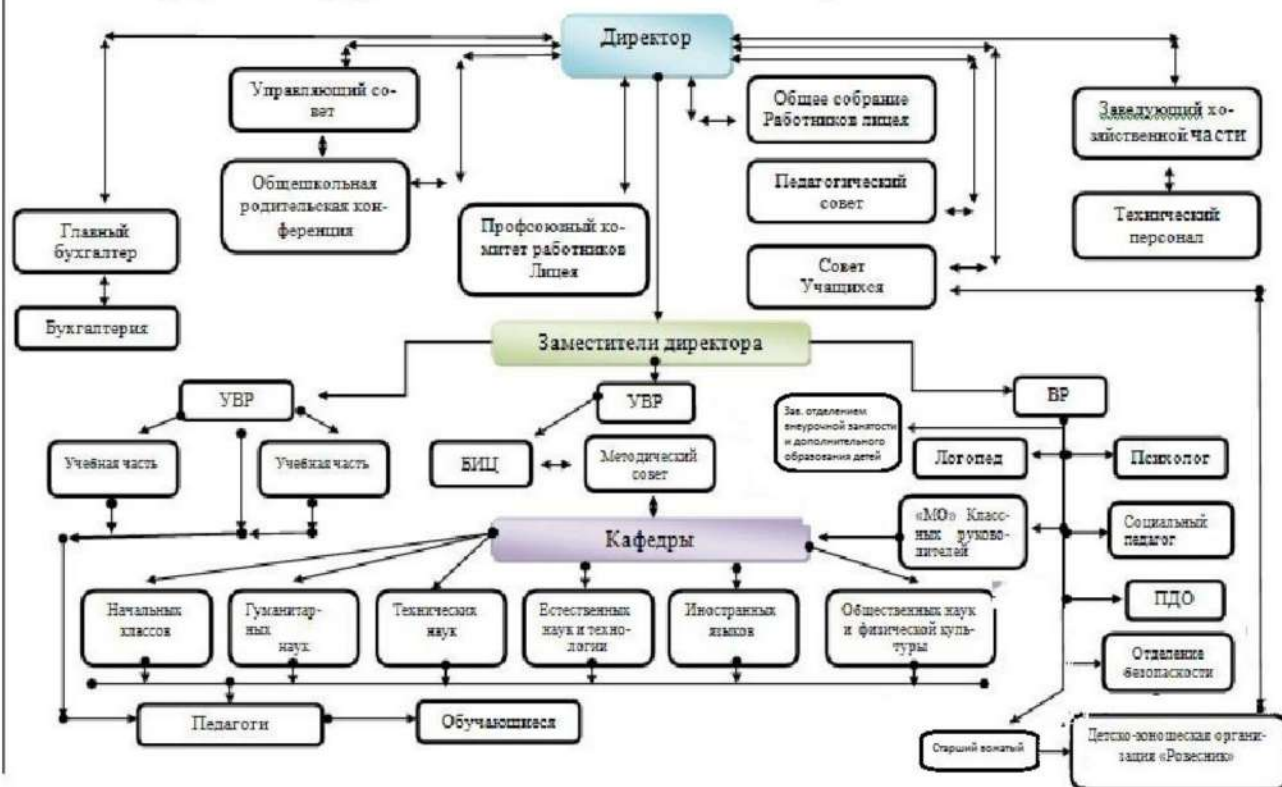 Директор
Управляющий со-
вет
Общее собрание
Работников лицея
Заведующий хо-
зяйственной части
Общешкольная
родительская кон-
ференция
Педагогический
совет
Главный
бухгалтер
Профсоюзный ко-
митет работников
Лицея
Технический
персонал
Совет
Учащихся
Бухгалтерия
Заместители директора
УВР
УВР
ВР
Зав. отделением
внеурочной занятости
и дополнительного
образования детей
Учебная часть
Учебная часть
БИЦ
Методический
совет
Логопед
Психолог
«МО» Класс-
ных руково-
дителей
Социальный
педагог
Кафедры
Начальных
классов
Гуманитар-
ных
наук
Технических
наук
Естественных
наук и техно-
логии
Иностранных
языков
Общественных наук
и физической куль-
туры
ПДО
Отделение
безопасности
Педагоги
Обучающиеся
Старший вожатый
Детско-юношеская органи-
зация «Ровесник»